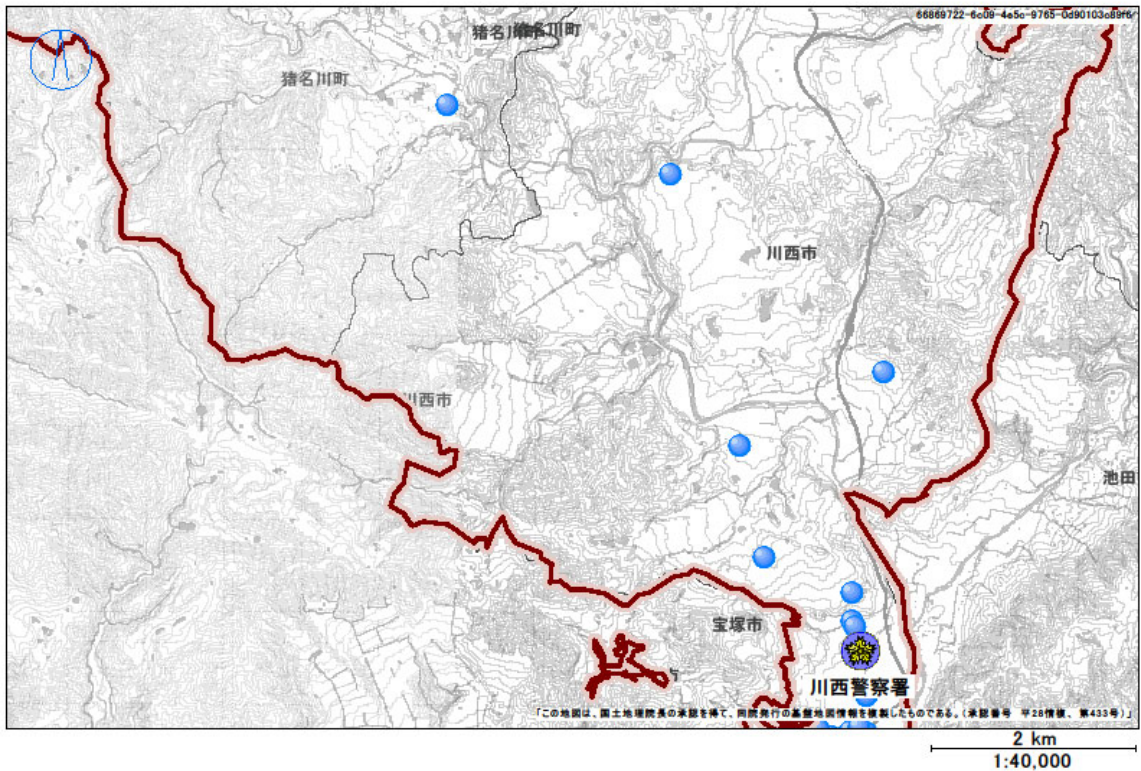 66869722-6c09-4e5c-9765-0d90103c89f6
猪名川町
猪名川町
川西市
川西市
池田
宝塚市
市
川西警察署
「この地図は、国土地理院長の承認を得て、同院発行の基盤地図情報を複製したものである。(承認番号 平28情複、第433号)」
2 km
1:40,000